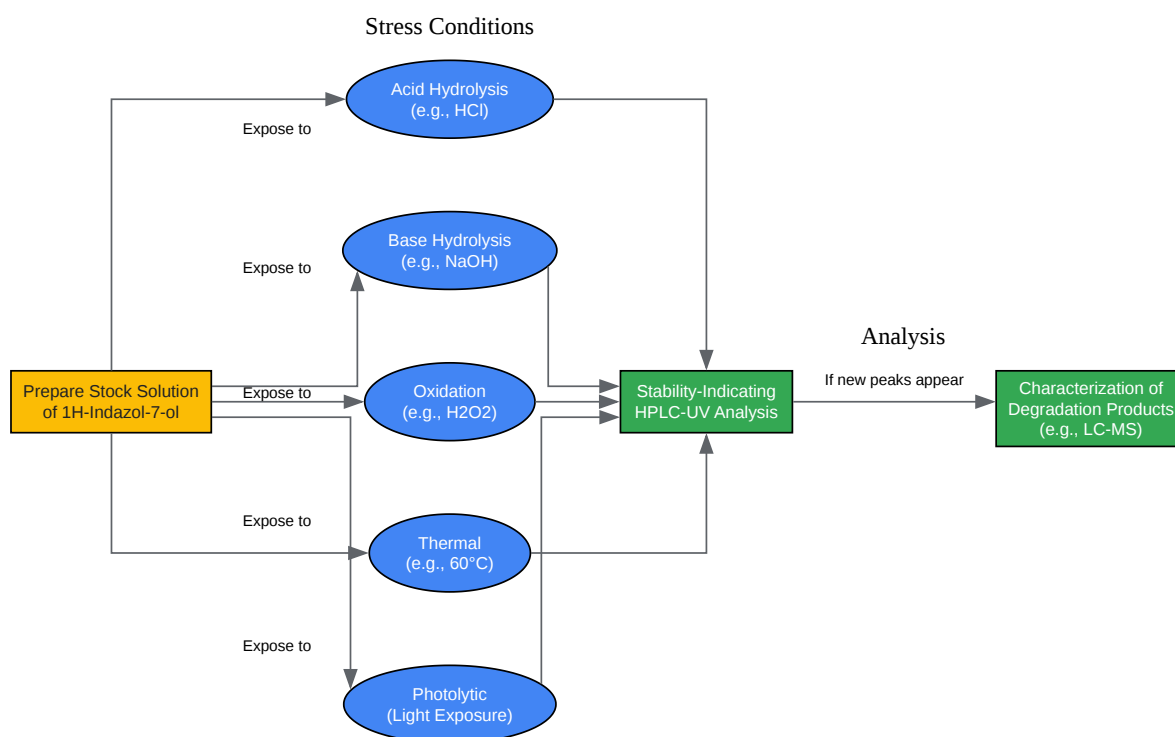 Stress Conditions
Acid Hydrolysis
(e.g., HCl)
Expose to
Base Hydrolysis
(e.g., NaOH)
Expose to
Analysis
Prepare Stock Solution
of 1H-Indazol-7-ol
Expose to
Oxidation
(e.g., H2O2)
Stability-Indicating
HPLC-UV Analysis
If new peaks appear
Characterization of
Degradation Products
(e.g., LC-MS)
Expose to
Thermal
(e.g., 60°C)
Expose to
Photolytic
(Light Exposure)